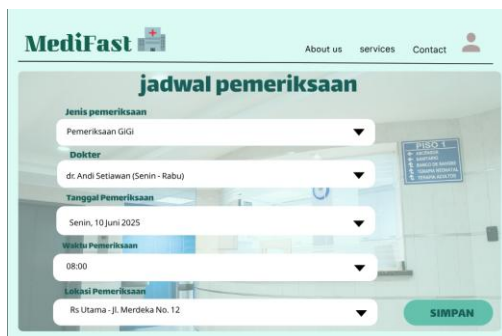 MediFast
About us services Contact
jadwal pemeriksaan
Jenis pemeriksaan
Pemeriksaan GiGi
Dokter
dr. Andi Setiawan (Senin - Rabu)
Tanggal Pemeriksaan
Senin, 10 Juni 2025
Waktu Pemeriksaan
08:00
Lokasi Pemeriksaan
Rs Utama - Jl. Merdeka No. 12
SIMPAN
PISO 1